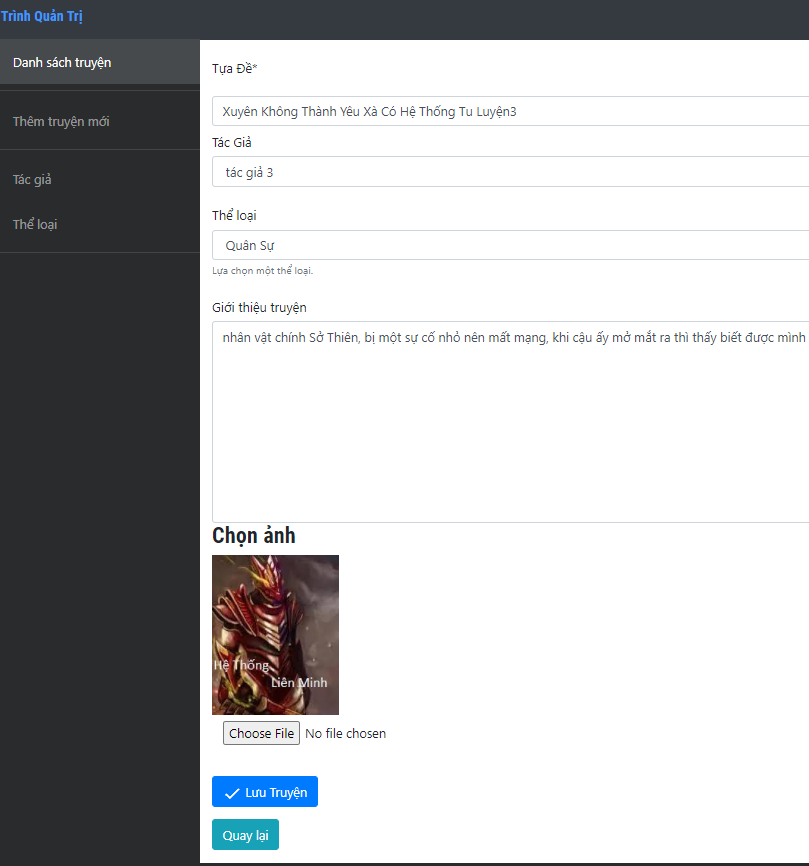 Trình Quản Trị
Danh sách truyện
Thêm truyện mới
Tác giả
Thể loại
Tựa Đề*
Xuyên Không Thành Yêu Xà Có Hệ Thống Tu Luyện3
Tác Giả
tác giả 3
Thể loại
Quân Sự
Lựa chọn một thể loại.
Giới thiệu truyện
nhân vật chính Sở Thiên, bị một sự cố nhỏ nên mất mạng, khi cậu ấy mở mắt ra thì thấy biết được mình
Chọn ảnh
Hệ Thống
Liên Minh
Choose File No file chosen
Lưu Truyện
Quay lại